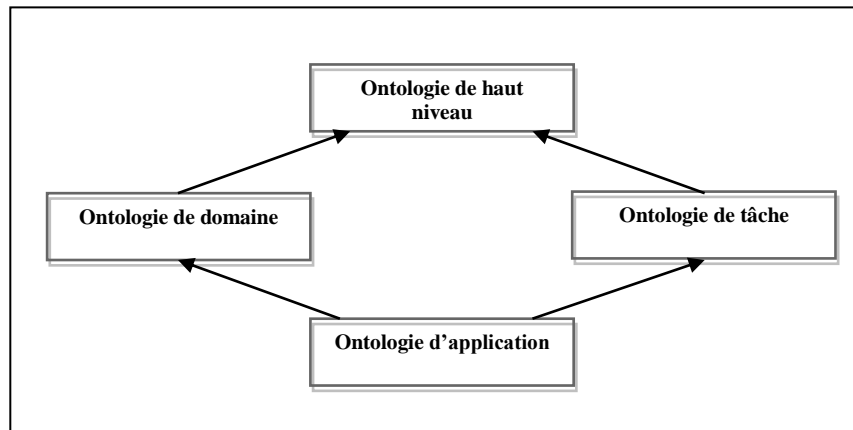 Ontologie de haut
niveau
Ontologie de domaine
Ontologie de tâche
Ontologie d’application